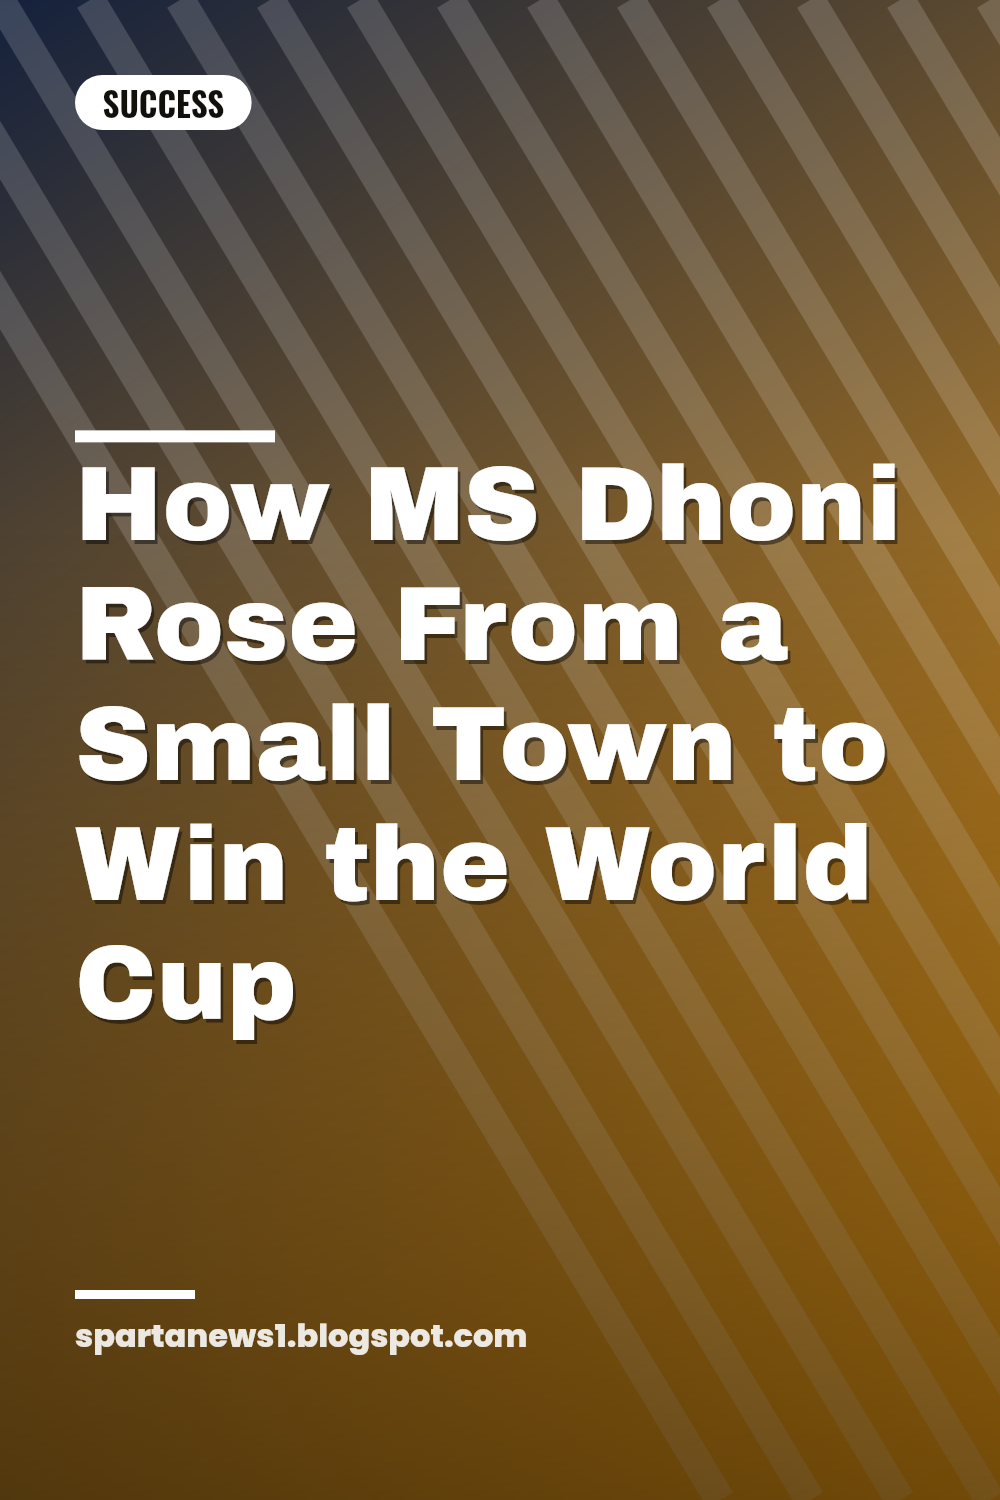 SUCCESS
How MS Dhoni
Rose From a
Small Town to
Win the World
Cup
spartanews1.blogspot.com